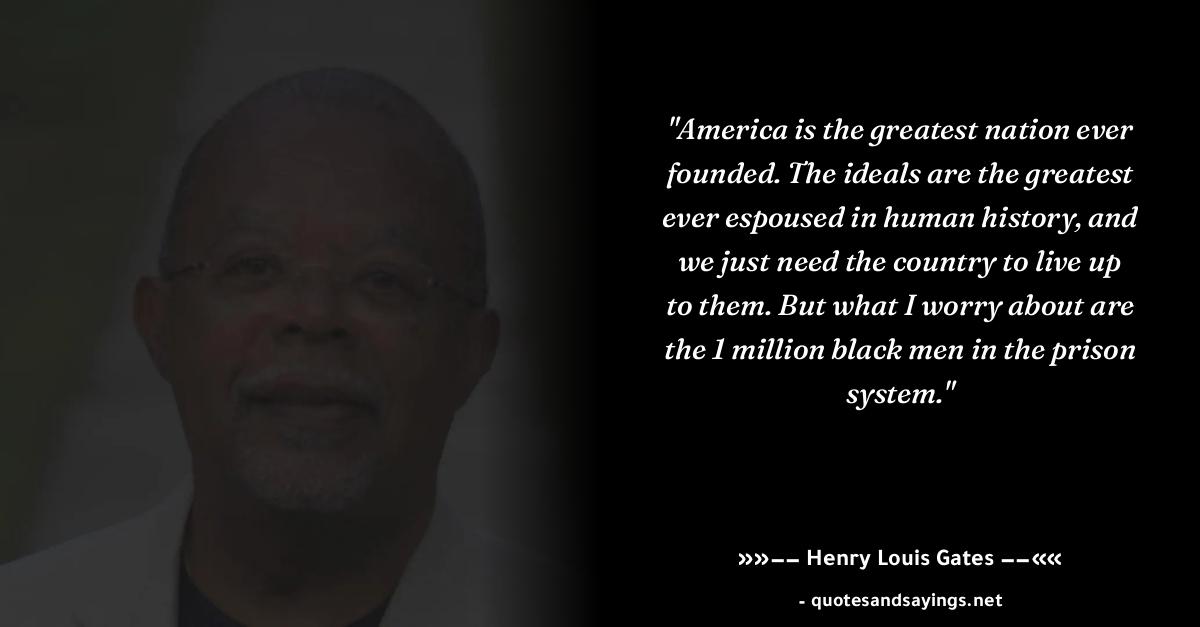 "America is the greatest nation ever
founded. The ideals are the greatest
ever espoused in human history, and
we just need the country to live up
to them. But what I worry about are
the 1 million black men in the prison
system."
»»–– Henry Louis Gates ––««
- quotesandsayings.net